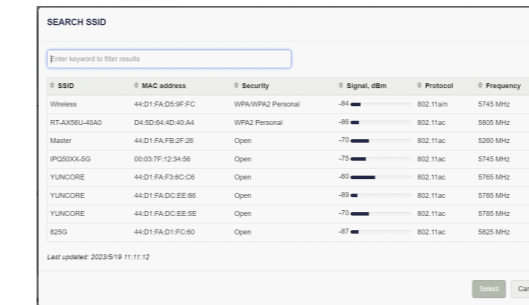 SEARCH SSID
Enter keyword to filter results
SSID MAC address Security Signal, dBm Protocol Frequency
Wireless 44:D1:FA:D5:9F:FC WPA/WPA2 Personal -84 802.11a/n 5745 MHz
RT-AX56U-40A0 D4:5D:64:4D:40:A4 WPA2 Personal -86 802.11ac 5805 MHz
Master 44:D1:FA:FB:2F:26 Open -70 802.11ac 5260 MHz
IPQ50XX-5G 00:03:7F:12:34:56 Open -75 802.11ac 5745 MHz
YUNCORE 44:D1:FA:F3:6C:C6 Open -60 802.11ac 5765 MHz
YUNCORE 44:D1:FA:DC:EE:66 Open -89 802.11ac 5785 MHz
YUNCORE 44:D1:FA:DC:EE:5E Open -70 802.11ac 5785 MHz
825G 44:D1:FA:D1:FC:60 Open -87 802.11ac 5825 MHz
Last updated: 2023/5/19 11:11:12
Select Ca